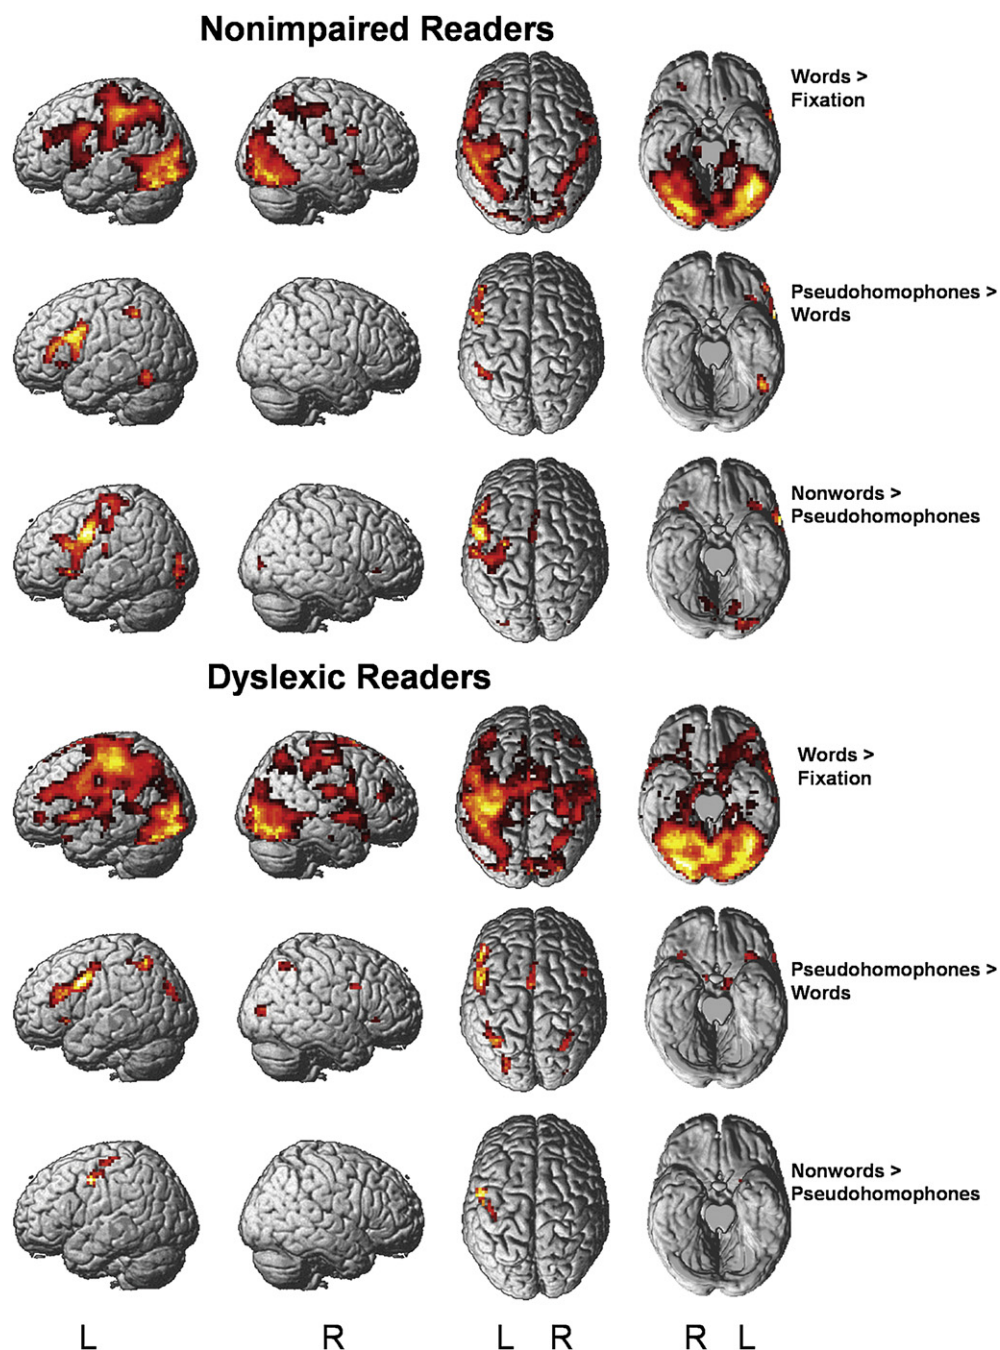 Nonimpaired Readers
Words >
Fixation
Pseudohomophones >
Words
Nonwords >
Pseudohomophones
Dyslexic Readers
Words >
Fixation
Pseudohomophones >
Words
Nonwords >
Pseudohomophones
L R L R R L